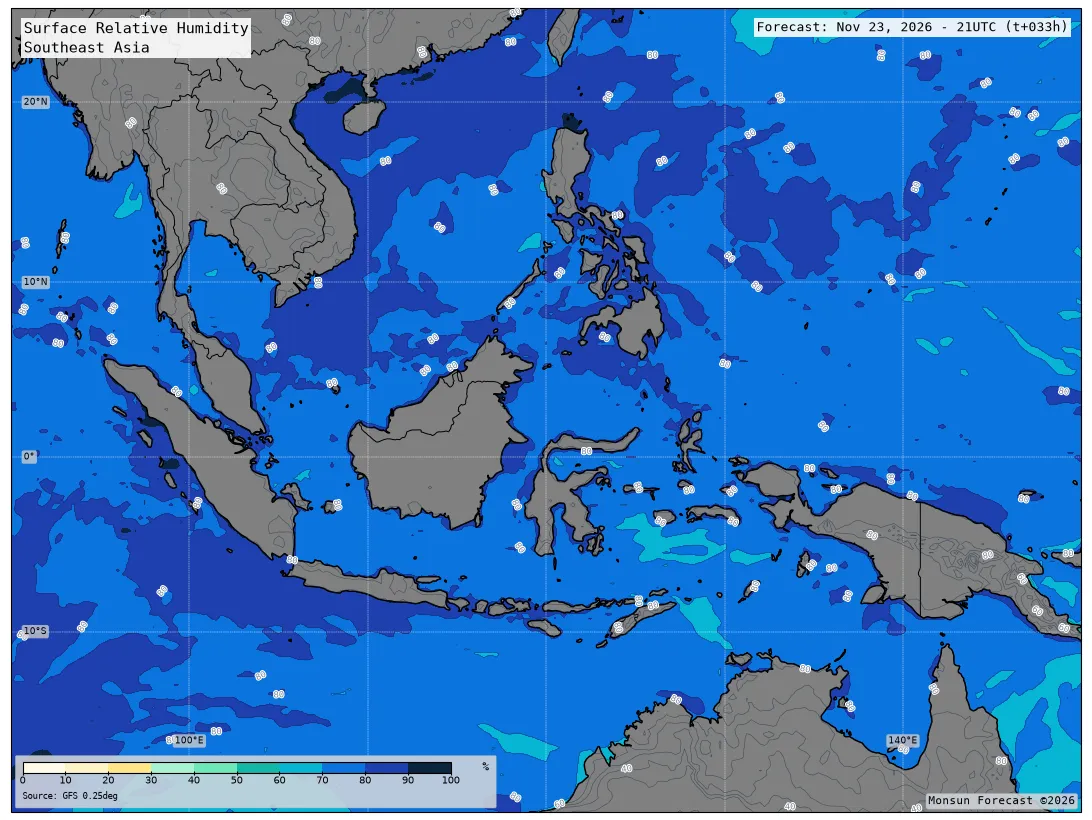 Surface Relative Humidity
Southeast Asia
Forecast: Nov 23, 2026 - 21UTC (t+033h)
20°N
10°N
0°
10°S
100°E
140°E
0 10 20 30 40 50 60 70 80 90 100
%
Source: GFS 0.25deg
Monsun Forecast ©2026